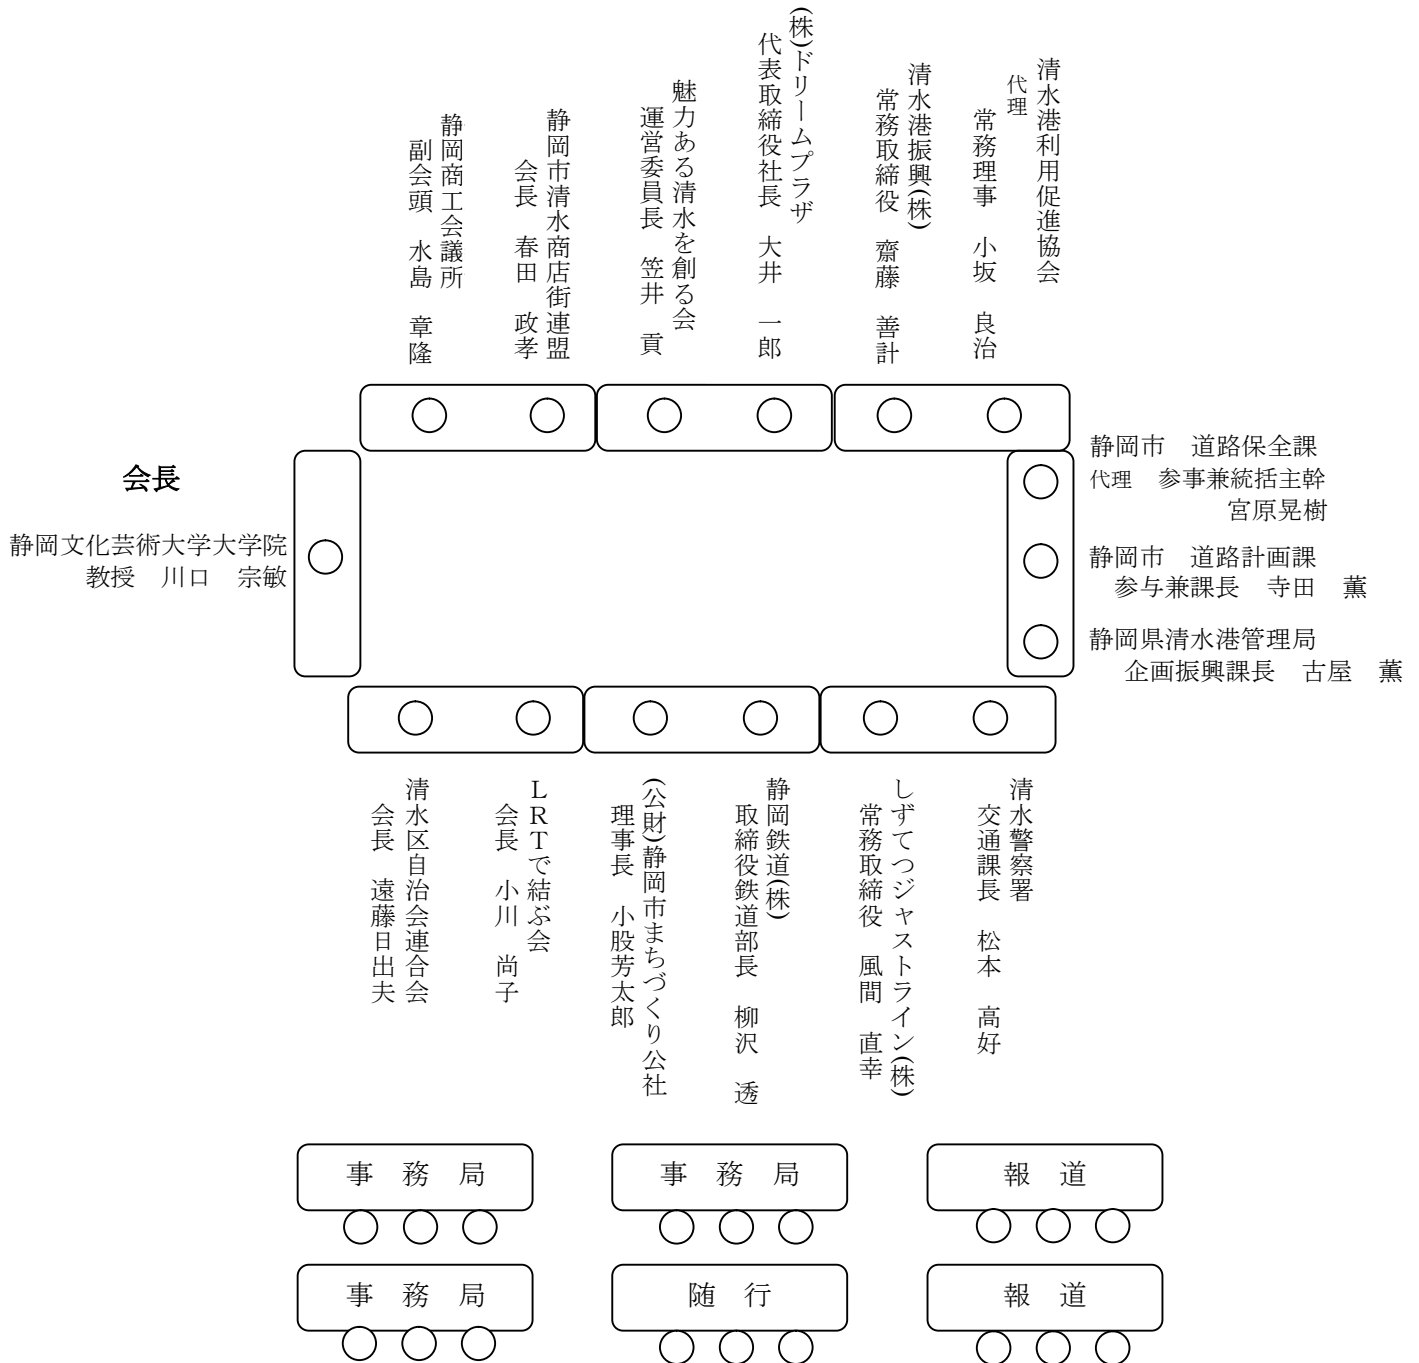 (株)ドリームプラザ
代表取締役社長　大井　一郎
清水港利用促進協会
代理
常務理事　小坂　良治
清水港振興(株)
常務取締役　齋藤　善計
魅力ある清水を創る会
運営委員長　笠井　貢
静岡市清水商店街連盟
会長　春田　政孝
静岡商工会議所
副会頭　水島　章隆
会長
静岡文化芸術大学大学院
教授　川口　宗敏
静岡市　道路保全課
代理　参事兼統括主幹
宮原晃樹
静岡市　道路計画課
参与兼課長　寺田　薫
静岡県清水港管理局
企画振興課長　古屋　薫
清水警察署
交通課長　松本　高好
しずてつジャストライン(株)
常務取締役　風間　直幸
静岡鉄道(株)
取締役鉄道部長　柳沢　透
(公財)静岡市まちづくり公社
理事長　小股芳太郎
LRTで結ぶ会
会長　小川　尚子
清水区自治会連合会
会長　遠藤日出夫
事　務　局
事　務　局
報　道
事　務　局
随　行
報　道